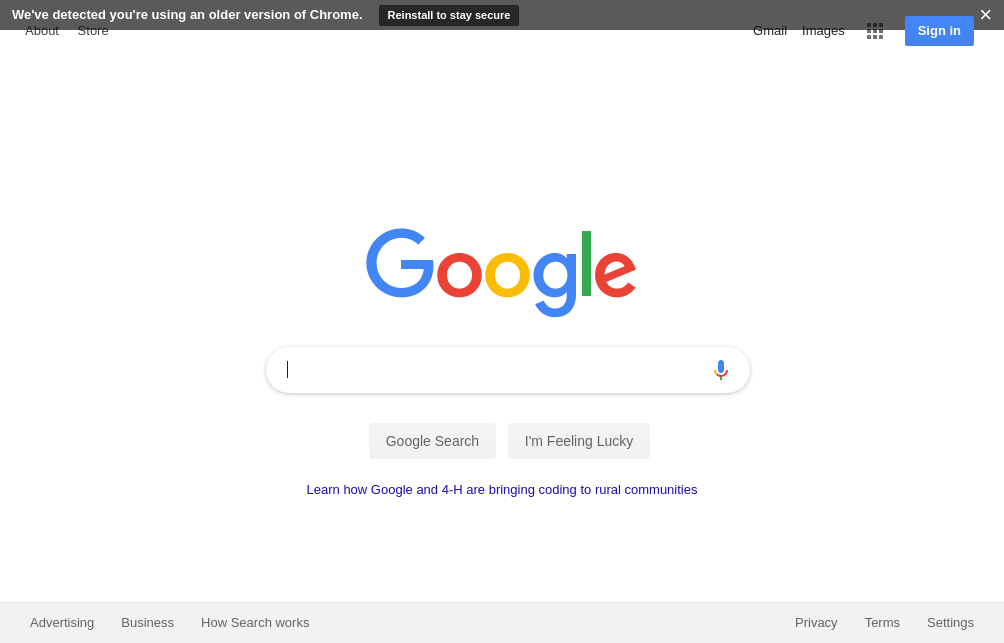 We've detected you're using an older version of Chrome. Reinstall to stay secure ×
About Store Gmail Images Sign in
Google
Google Search I'm Feeling Lucky
Learn how Google and 4-H are bringing coding to rural communities
Advertising Business How Search works Privacy Terms Settings